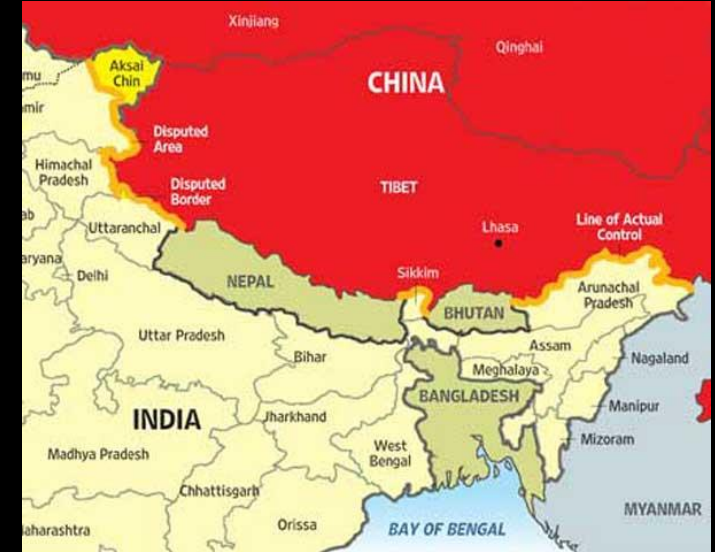 Xinjiang
Qinghai
Aksai
Chin
CHINA
mu
mir
Disputed
Area
Himachal
Pradesh
Disputed
Border
TIBET
ab
Uttaranchal
Lhasa
Line of Actual
Control
aryana
Delhi
NEPAL
Sikkim
BHUTAN
Arunachal
Pradesh
Uttar Pradesh
Bihar
Assam
Nagaland
Meghalaya
BANGLADESH
Manipur
INDIA
Jharkhand
Mizoram
Madhya Pradesh
West
Bengal
Chhattisgarh
MYANMAR
aharashtra
Orissa
BAY OF BENGAL